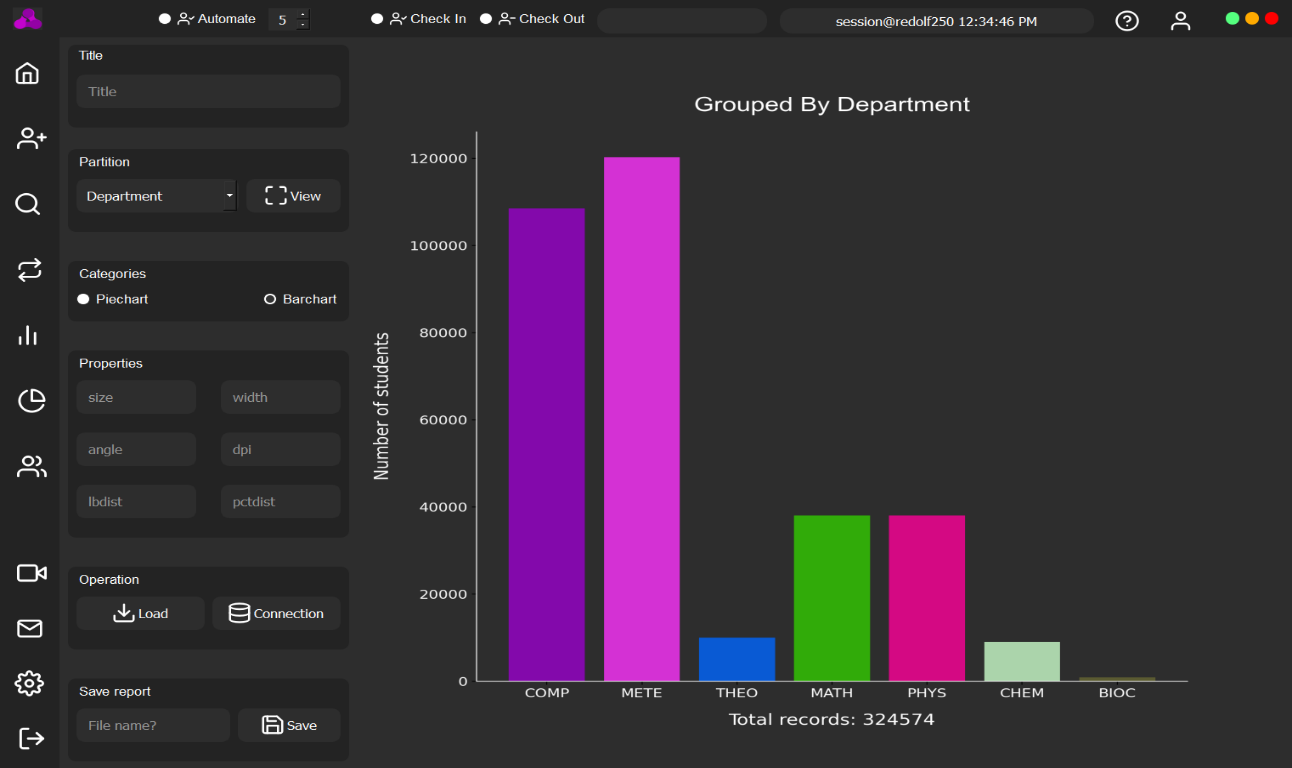 Automate 5 Check In Check Out session@redolf250 12:34:46 PM
Title
Title
Partition
Department View
Categories
Piechart Barchart
Properties
size width
angle dpi
lbdist pctdist
Operation
Load Connection
Save report
File name? Save
Grouped By Department
Number of students
120000
100000
80000
60000
40000
20000
0
COMP METE THEO MATH PHYS CHEM BIOC
Total records: 324574